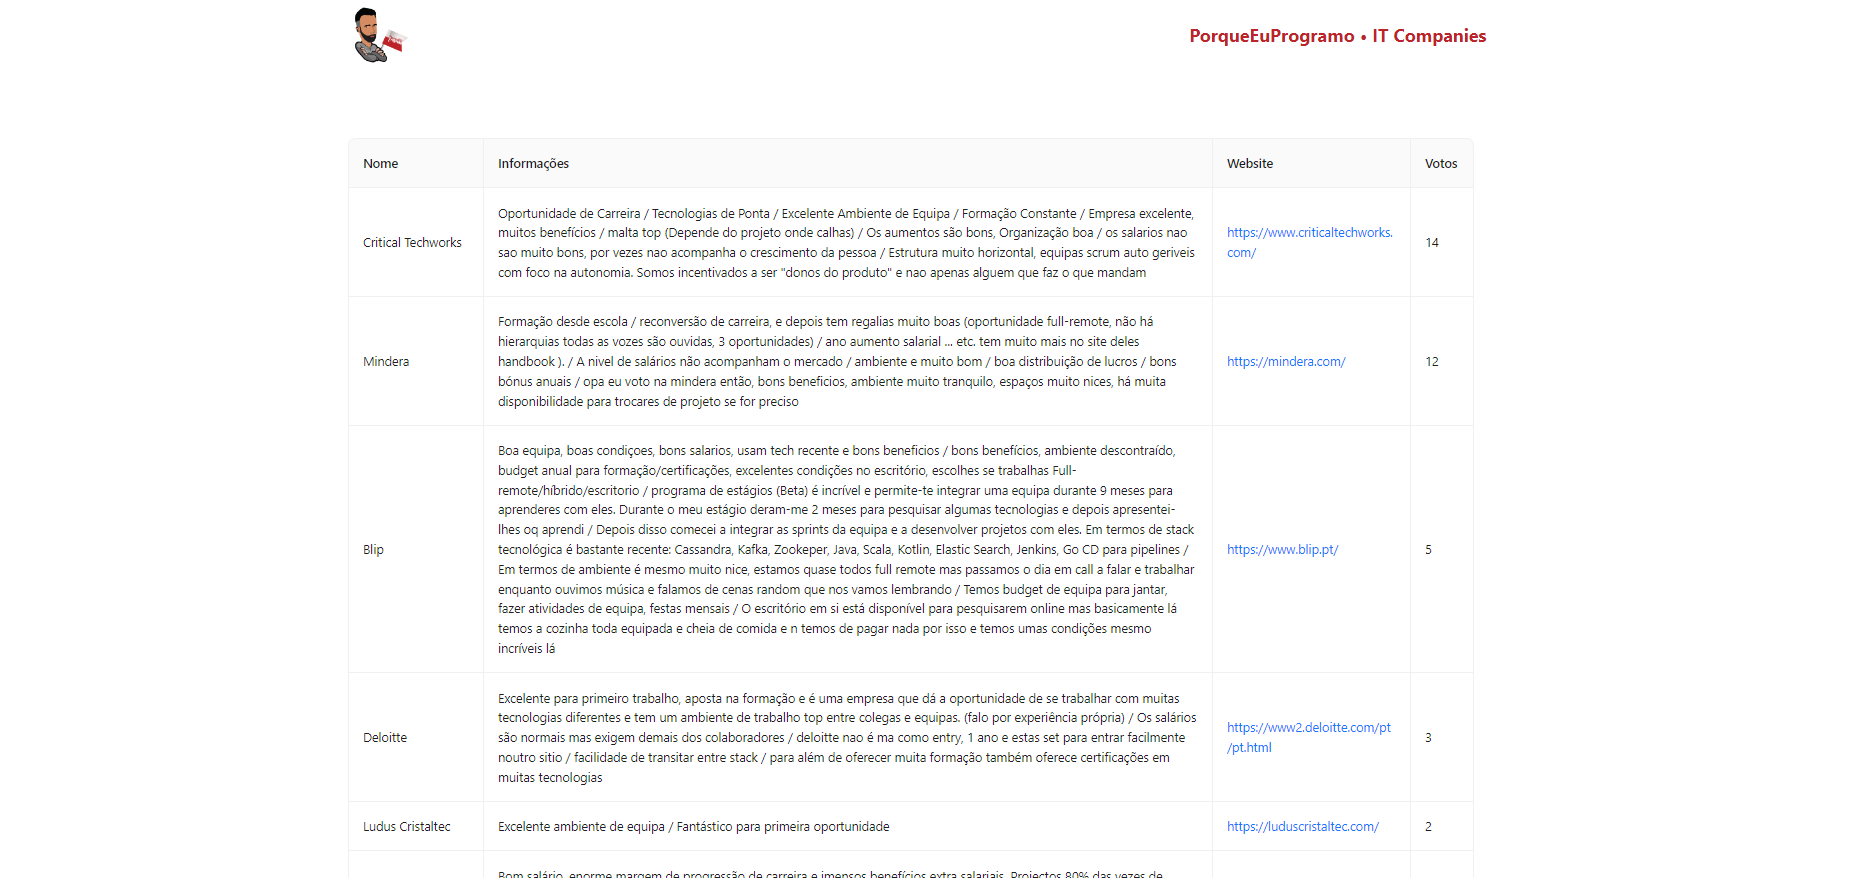 PorqueEuProgramo • IT Companies
Nome
Informações
Website
Votos
Critical Techworks
Oportunidade de Carreira / Tecnologias de Ponta / Excelente Ambiente de Equipa / Formação Constante / Empresa excelente,
muitos benefícios / malta top (Depende do projeto onde calhas) / Os aumentos são bons, Organização boa / os salarios nao
sao muito bons, por vezes nao acompanha o crescimento da pessoa / Estrutura muito horizontal, equipas scrum auto geriveis
com foco na autonomia. Somos incentivados a ser "donos do produto" e nao apenas alguem que faz o que mandam
https://www.criticaltechworks.
com/
14
Mindera
Formação desde escola / reconversão de carreira, e depois tem regalias muito boas (oportunidade full-remote, não há
hierarquias todas as vozes são ouvidas, 3 oportunidades) / ano aumento salarial ... etc. tem muito mais no site deles
handbook ). / A nivel de salários não acompanham o mercado / ambiente e muito bom / boa distribuição de lucros / bons
bónus anuais / opa eu voto na mindera então, bons beneficios, ambiente muito tranquilo, espaços muito nices, há muita
disponibilidade para trocares de projeto se for preciso
https://mindera.com/
12
Blip
Boa equipa, boas condiçoes, bons salarios, usam tech recente e bons beneficios / bons benefícios, ambiente descontraído,
budget anual para formação/certificações, excelentes condições no escritório, escolhes se trabalhas Full-
remote/híbrido/escritorio / programa de estágios (Beta) é incrível e permite-te integrar uma equipa durante 9 meses para
aprenderes com eles. Durante o meu estágio deram-me 2 meses para pesquisar algumas tecnologias e depois apresentei-
lhes oq aprendi / Depois disso comecei a integrar as sprints da equipa e a desenvolver projetos com eles. Em termos de stack
tecnológica é bastante recente: Cassandra, Kafka, Zookeper, Java, Scala, Kotlin, Elastic Search, Jenkins, Go CD para pipelines /
Em termos de ambiente é mesmo muito nice, estamos quase todos full remote mas passamos o dia em call a falar e trabalhar
enquanto ouvimos música e falamos de cenas random que nos vamos lembrando / Temos budget de equipa para jantar,
fazer atividades de equipa, festas mensais / O escritório em si está disponível para pesquisarem online mas basicamente lá
temos a cozinha toda equipada e cheia de comida e n temos de pagar nada por isso e temos umas condições mesmo
incríveis lá
https://www.blip.pt/
5
Deloitte
Excelente para primeiro trabalho, aposta na formação e é uma empresa que dá a oportunidade de se trabalhar com muitas
tecnologias diferentes e tem um ambiente de trabalho top entre colegas e equipas. (falo por experiência própria) / Os salários
são normais mas exigem demais dos colaboradores / deloitte nao é ma como entry, 1 ano e estas set para entrar facilmente
noutro sitio / facilidade de transitar entre stack / para além de oferecer muita formação também oferece certificações em
muitas tecnologias
https://www2.deloitte.com/pt
/pt.html
3
Ludus Cristaltec
Excelente ambiente de equipa / Fantástico para primeira oportunidade
https://luduscristaltec.com/
2
Bom salário, enorme margem de progressão de carreira e imensos benefícios extra salariais. Projectos 80% das vezes de